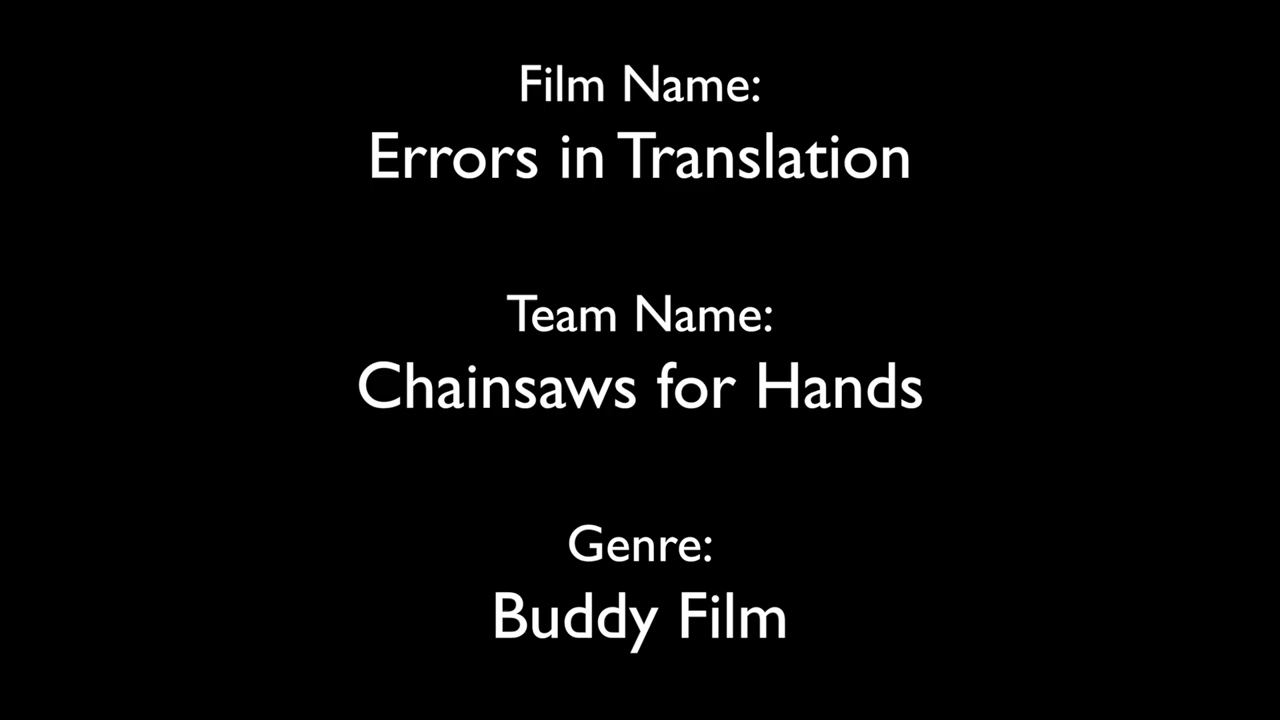 Film Name:
Errors in Translation
Team Name:
Chainsaws for Hands
Genre:
Buddy Film